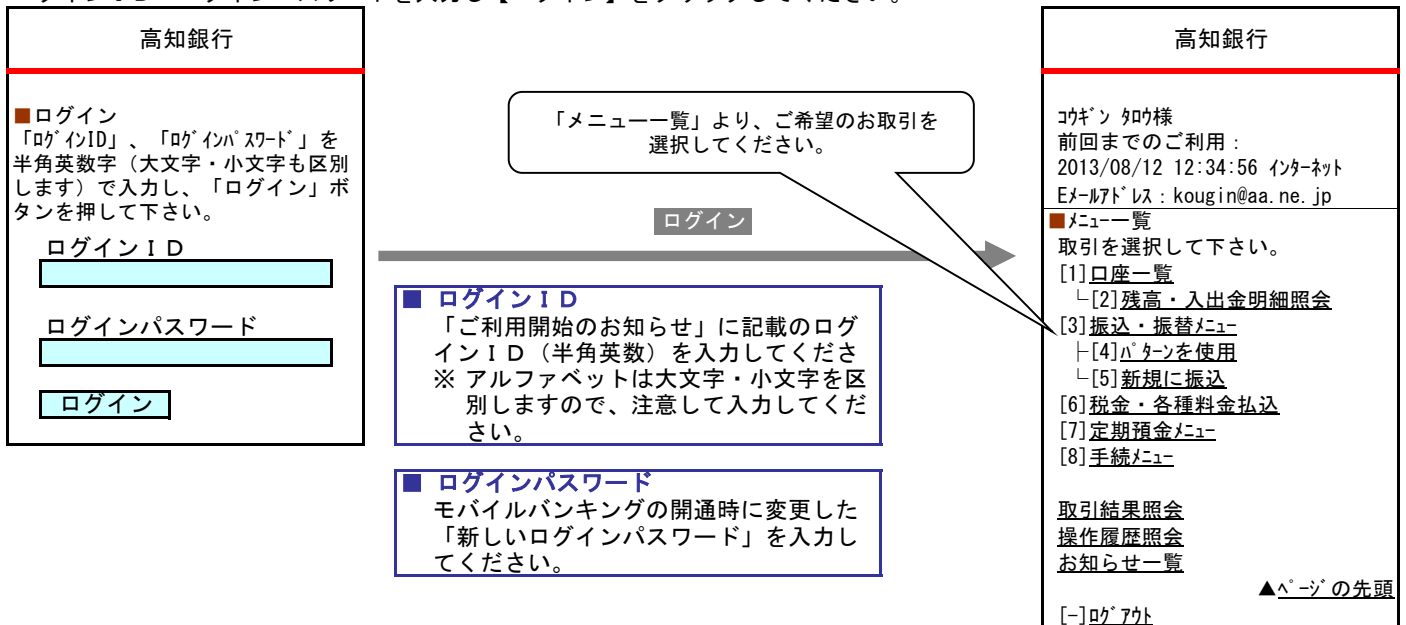 高知銀行
■ログイン
「ﾛｸﾞｲﾝID」、「ﾛｸﾞｲﾝﾊﾟｽﾜｰﾄﾞ」を
半角英数字（大文字・小文字も区別
します）で入力し、「ログイン」ボ
タンを押して下さい。
ログインＩＤ
ログインパスワード
ログイン
「メニュー一覧」より、ご希望のお取引を
選択してください。
ログイン
■ ログインＩＤ
「ご利用開始のお知らせ」に記載のログ
インＩＤ（半角英数）を入力してくださ
※ アルファベットは大文字・小文字を区
別しますので、注意して入力してくだ
さい。
■ ログインパスワード
モバイルバンキングの開通時に変更した
「新しいログインパスワード」を入力し
てください。
高知銀行
ｺｳｷﾞﾝ ﾀﾛｳ様
前回までのご利用：
2013/08/12 12:34:56 ｲﾝﾀｰﾈｯﾄ
Eﾒｰﾙｱﾄﾞﾚｽ：kougin@aa.ne.jp
■ﾒﾆｭｰ一覧
取引を選択して下さい。
[1]口座一覧
└[2]残高・入出金明細照会
[3]振込・振替ﾒﾆｭｰ
├[4]ﾊﾟﾀｰﾝを使用
└[5]新規に振込
[6]税金・各種料金払込
[7]定期預金ﾒﾆｭｰ
[8]手続ﾒﾆｭｰ
取引結果照会
操作履歴照会
お知らせ一覧
▲ﾍﾟｰｼﾞの先頭
[-]ﾛｸﾞｱｳﾄ